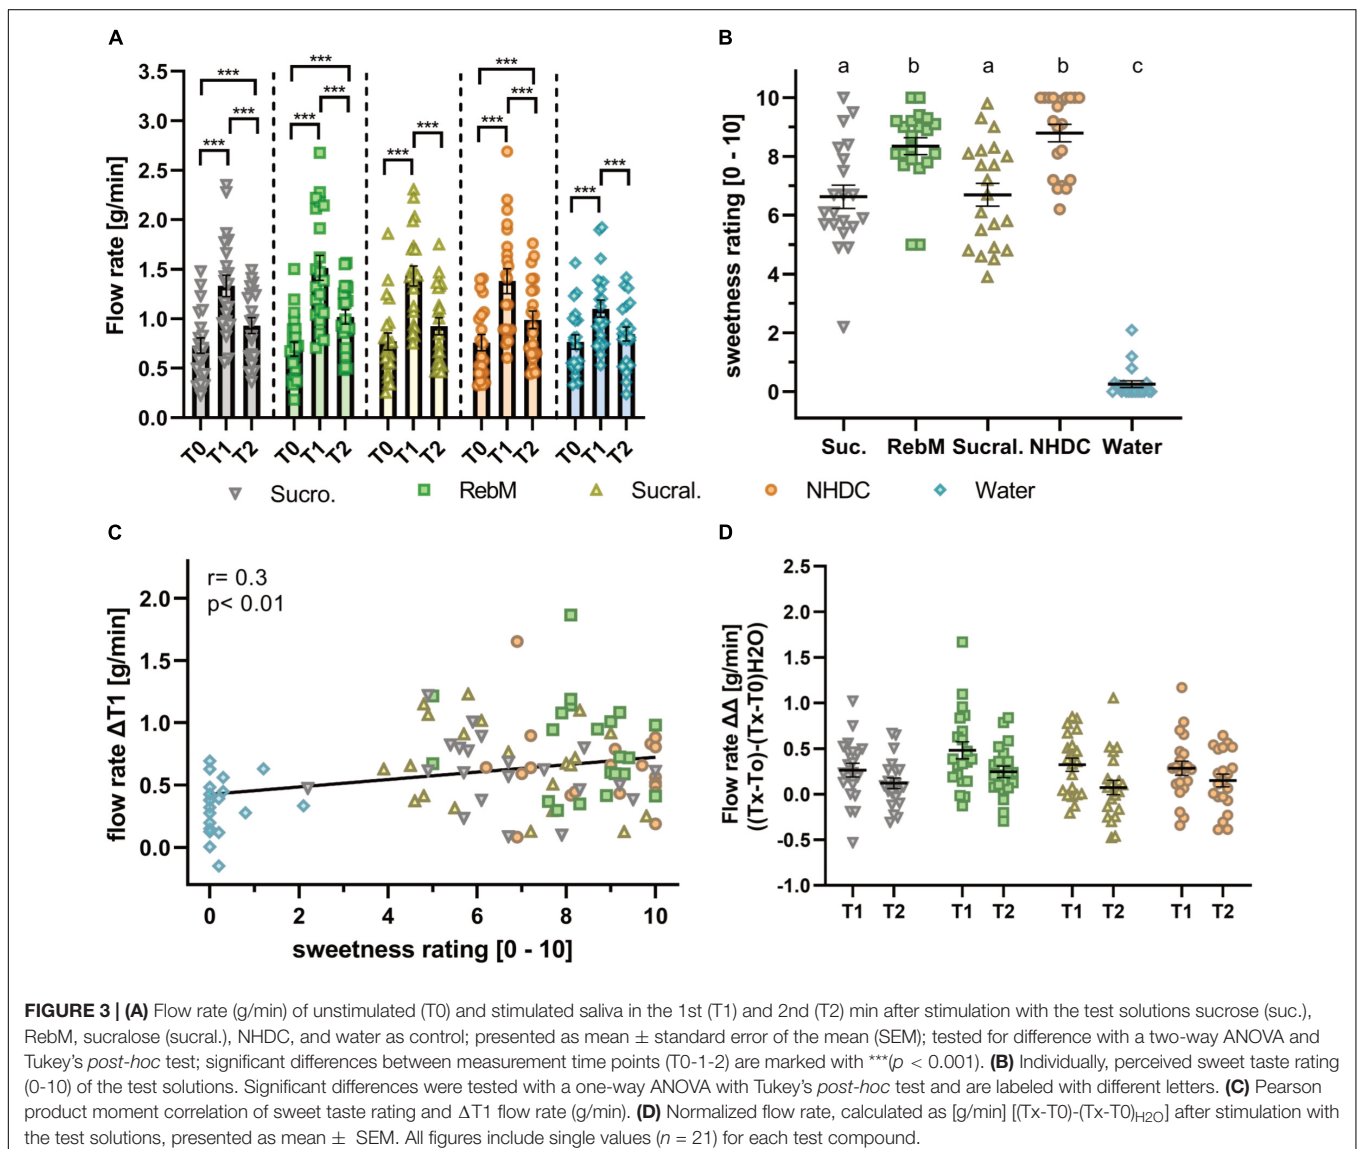 A
Flow rate [g/min]
3.5
3.0
2.5
2.0
1.5
1.0
0.5
0.0
*** *** ***
*** *** ***
*** ***
*** *** ***
*** ***
T0 T1 T2 T0 T1 T2 T0 T1 T2 T0 T1 T2 T0 T1 T2
B
sweetness rating [0 - 10]
a b a b c
10
8
6
4
2
0
Suc. RebM Sucral. NHDC Water
Sucro. RebM Sucral. NHDC Water
C
flow rate ΔT1 [g/min]
r= 0.3
p< 0.01
2.0
1.5
1.0
0.5
0.0
0 2 4 6 8 10
sweetness rating [0 - 10]
D
Flow rate ΔΔ [g/min]
((Tx-To)-(Tx-T0)H2O)
2.5
2.0
1.5
1.0
0.5
0.0
-0.5
-1.0
T1 T2 T1 T2 T1 T2 T1 T2
FIGURE 3 | (A) Flow rate (g/min) of unstimulated (T0) and stimulated saliva in the 1st (T1) and 2nd (T2) min after stimulation with the test solutions sucrose (suc.),
RebM, sucralose (sucral.), NHDC, and water as control; presented as mean ± standard error of the mean (SEM); tested for difference with a two-way ANOVA and
Tukey's post-hoc test; significant differences between measurement time points (T0-1-2) are marked with ***(p < 0.001). (B) Individually, perceived sweet taste rating
(0-10) of the test solutions. Significant differences were tested with a one-way ANOVA with Tukey's post-hoc test and are labeled with different letters. (C) Pearson
product moment correlation of sweet taste rating and ΔT1 flow rate (g/min). (D) Normalized flow rate, calculated as [g/min] [(Tx-T0)-(Tx-T0)H2O] after stimulation with
the test solutions, presented as mean ± SEM. All figures include single values (n = 21) for each test compound.